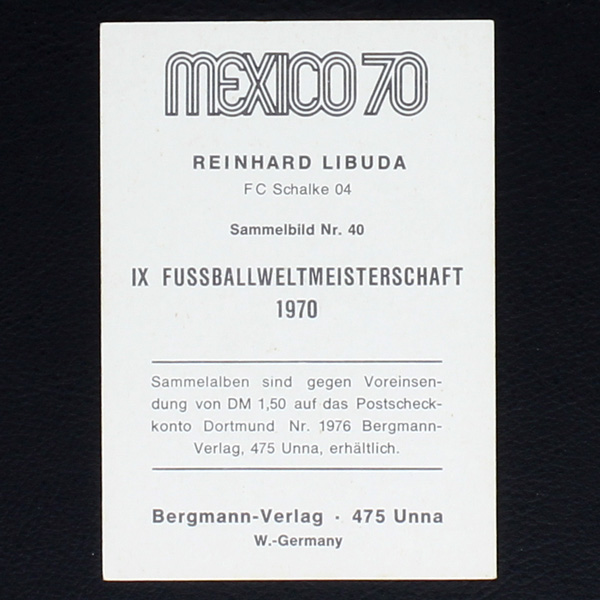 MEXICO 70
REINHARD LIBUDA
FC Schalke 04
Sammelbild Nr. 40
IX FUSSBALLWELTMEISTERSCHAFT
1970
Sammelalben sind gegen Voreinsen-
dung von DM 1,50 auf das Postscheck-
konto Dortmund Nr. 1976 Bergmann-
Verlag, 475 Unna, erhältlich.
Bergmann-Verlag · 475 Unna
W.-Germany